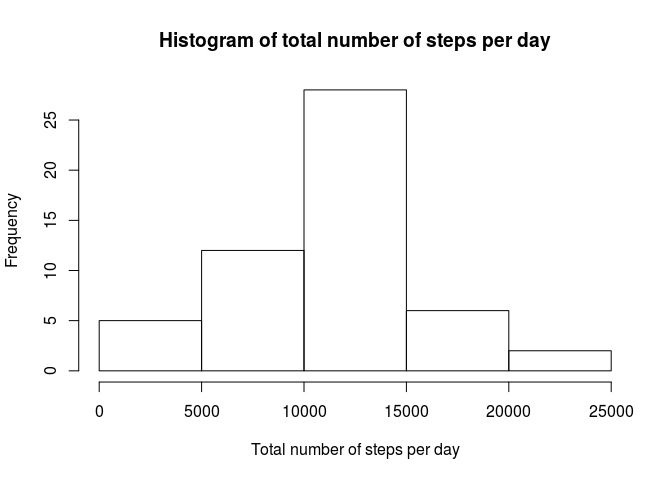 Histogram of total number of steps per day
25
20
15
10
5
0
Frequency
0 5000 10000 15000 20000 25000
Total number of steps per day